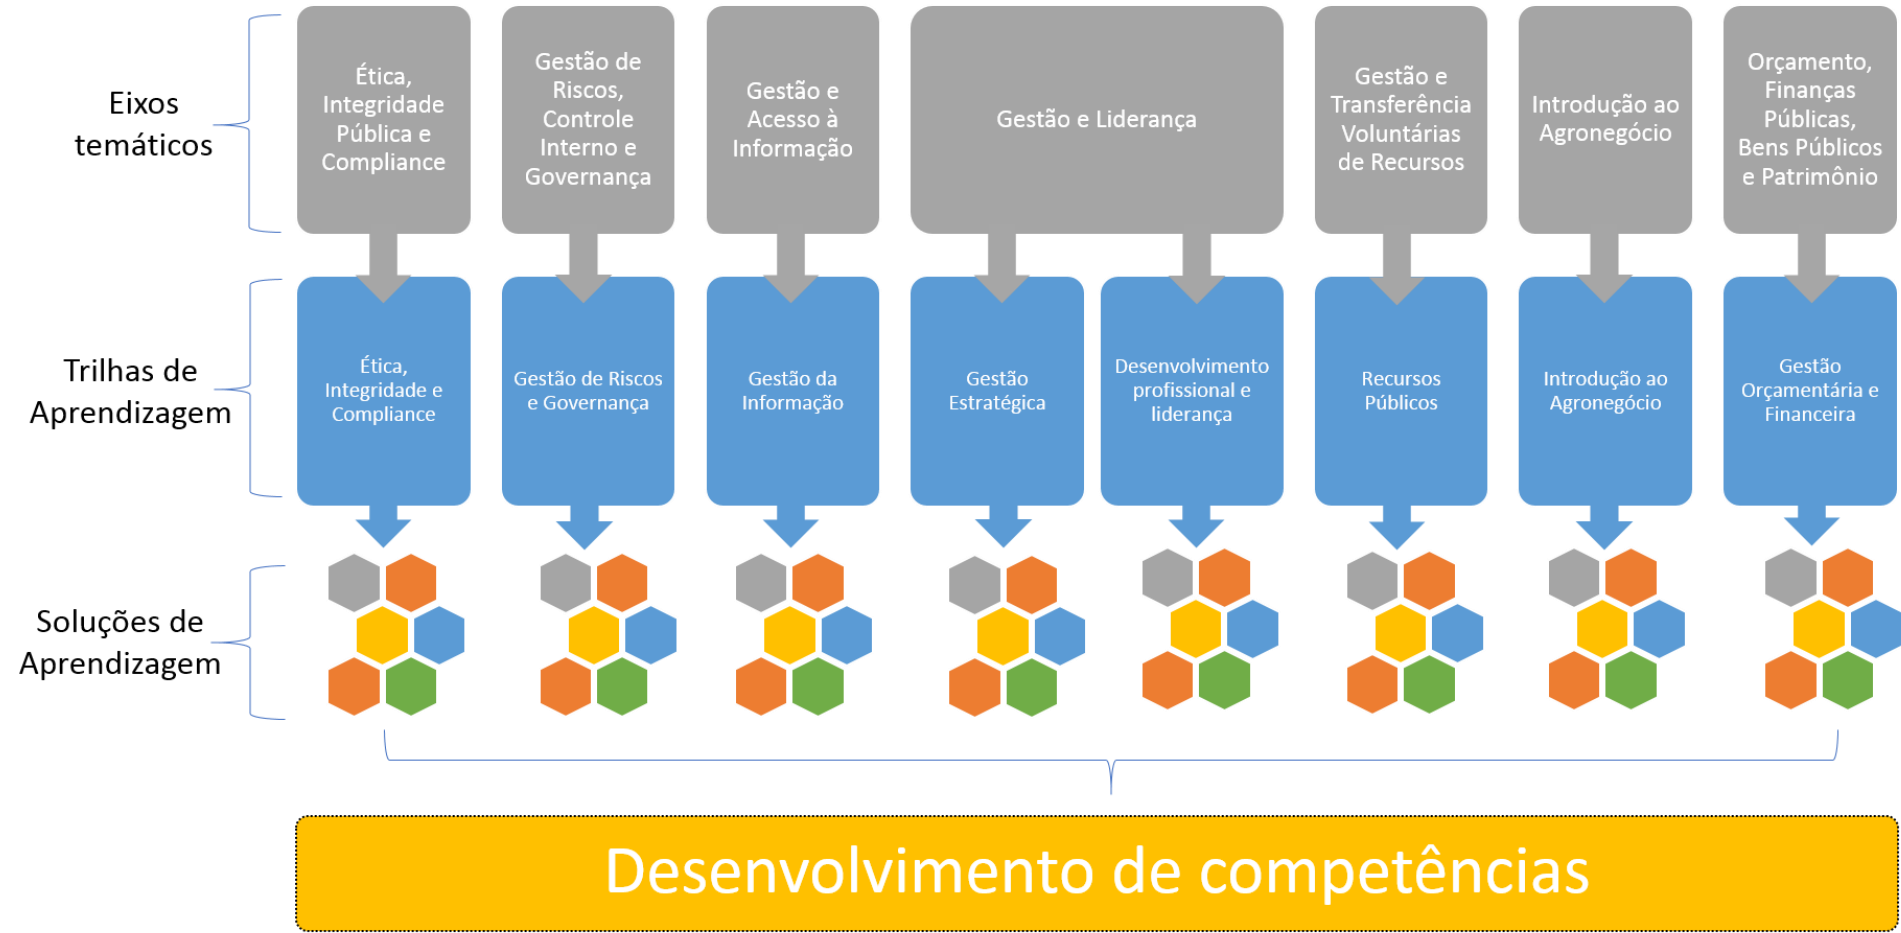 Eixos
temáticos
Ética,
Integridade
Pública e
Compliance
Gestão de
Riscos,
Controle
Interno e
Governança
Gestão e
Acesso à
Informação
Gestão e Liderança
Gestão e
Transferência
Voluntárias
de Recursos
Introdução ao
Agronegócio
Orçamento,
Finanças
Públicas,
Bens Públicos
e Patrimônio
Trilhas de
Aprendizagem
Ética,
Integridade e
Compliance
Gestão de Riscos
e Governança
Gestão da
Informação
Gestão
Estratégica
Desenvolvimento
profissional e
liderança
Recursos
Públicos
Introdução ao
Agronegócio
Gestão
Orçamentária e
Financeira
Soluções de
Aprendizagem
Desenvolvimento de competências